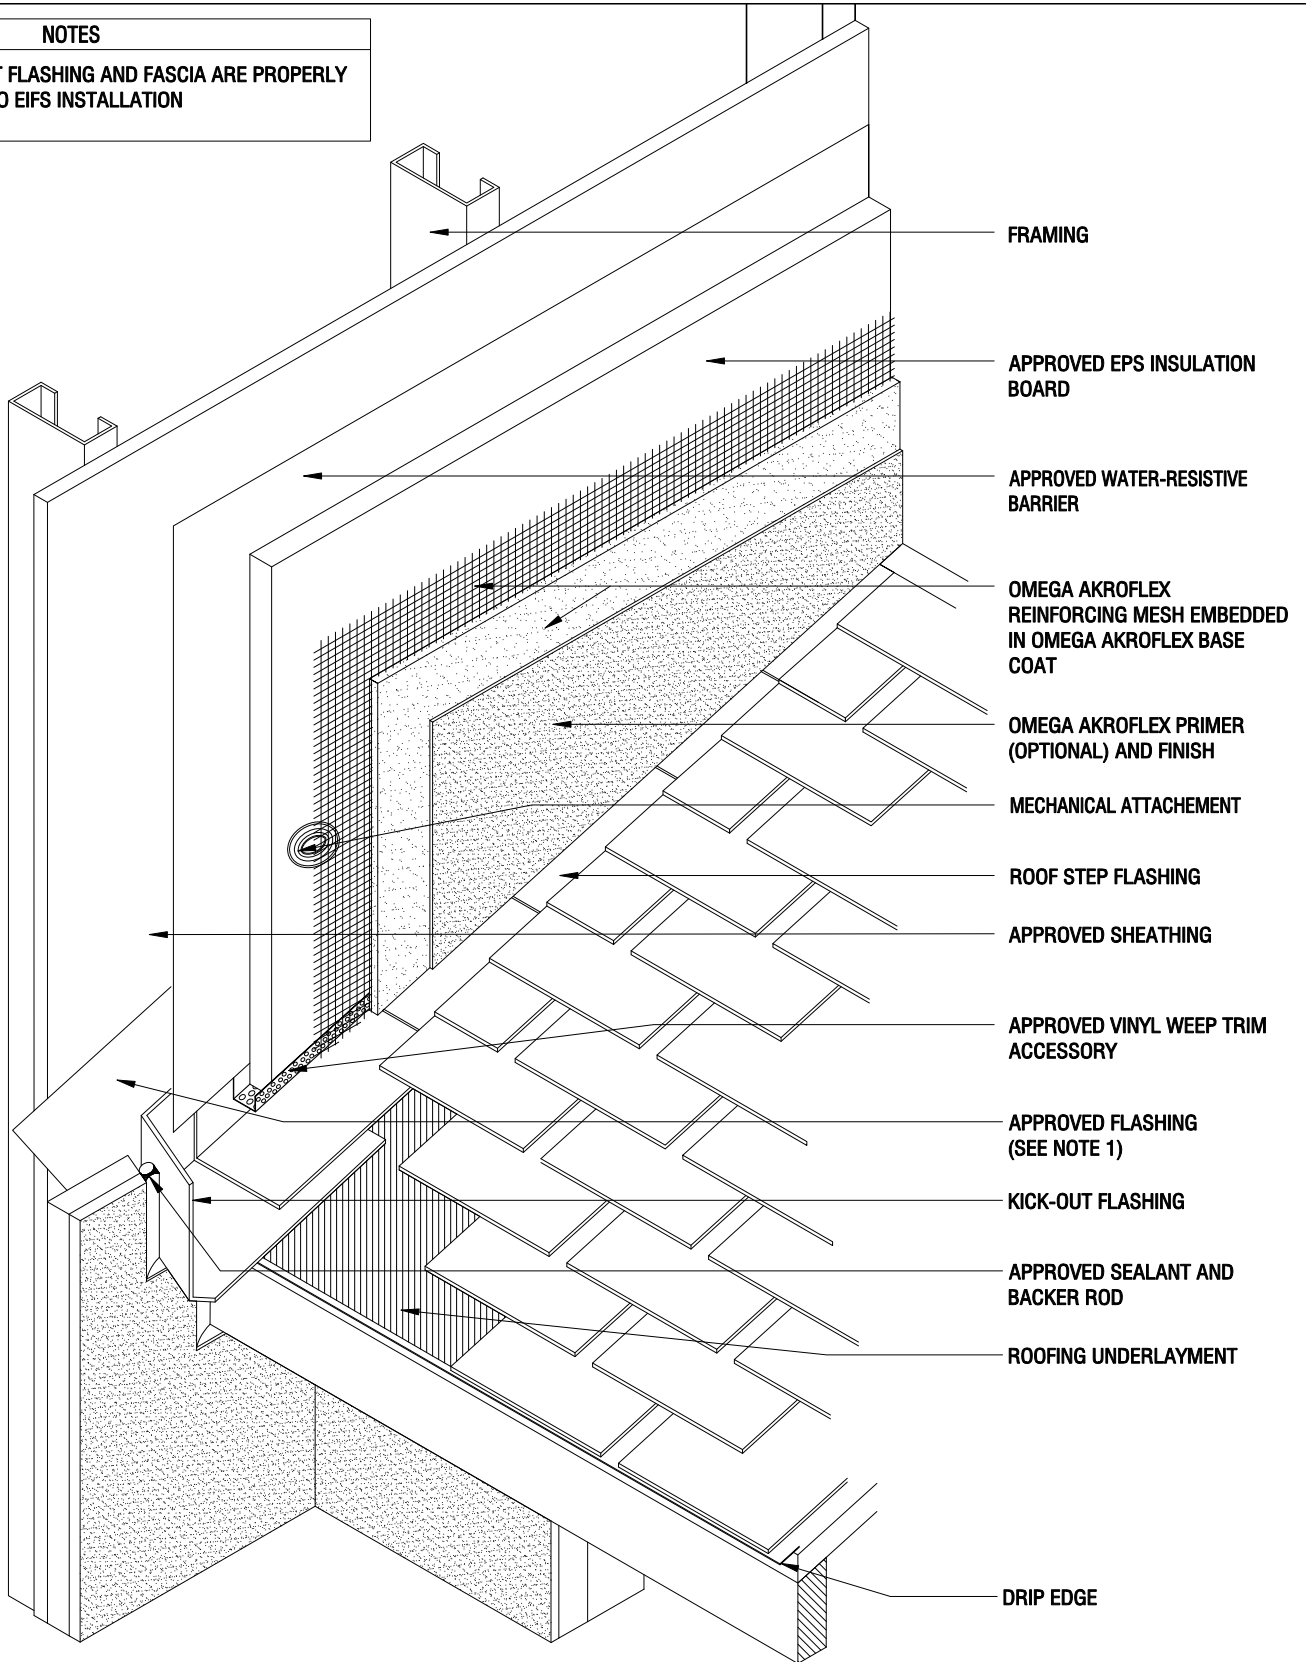 NOTES
FLASHING AND FASCIA ARE PROPERLY
EIFS INSTALLATION
FRAMING
APPROVED EPS INSULATION
BOARD
APPROVED WATER-RESISTIVE
BARRIER
OMEGA AKROFLEX
REINFORCING MESH EMBEDDED
IN OMEGA AKROFLEX BASE
COAT
OMEGA AKROFLEX PRIMER
(OPTIONAL) AND FINISH
MECHANICAL ATTACHEMENT
ROOF STEP FLASHING
APPROVED SHEATHING
APPROVED VINYL WEEP TRIM
ACCESSORY
APPROVED FLASHING
(SEE NOTE 1)
KICK-OUT FLASHING
APPROVED SEALANT AND
BACKER ROD
ROOFING UNDERLAYMENT
DRIP EDGE